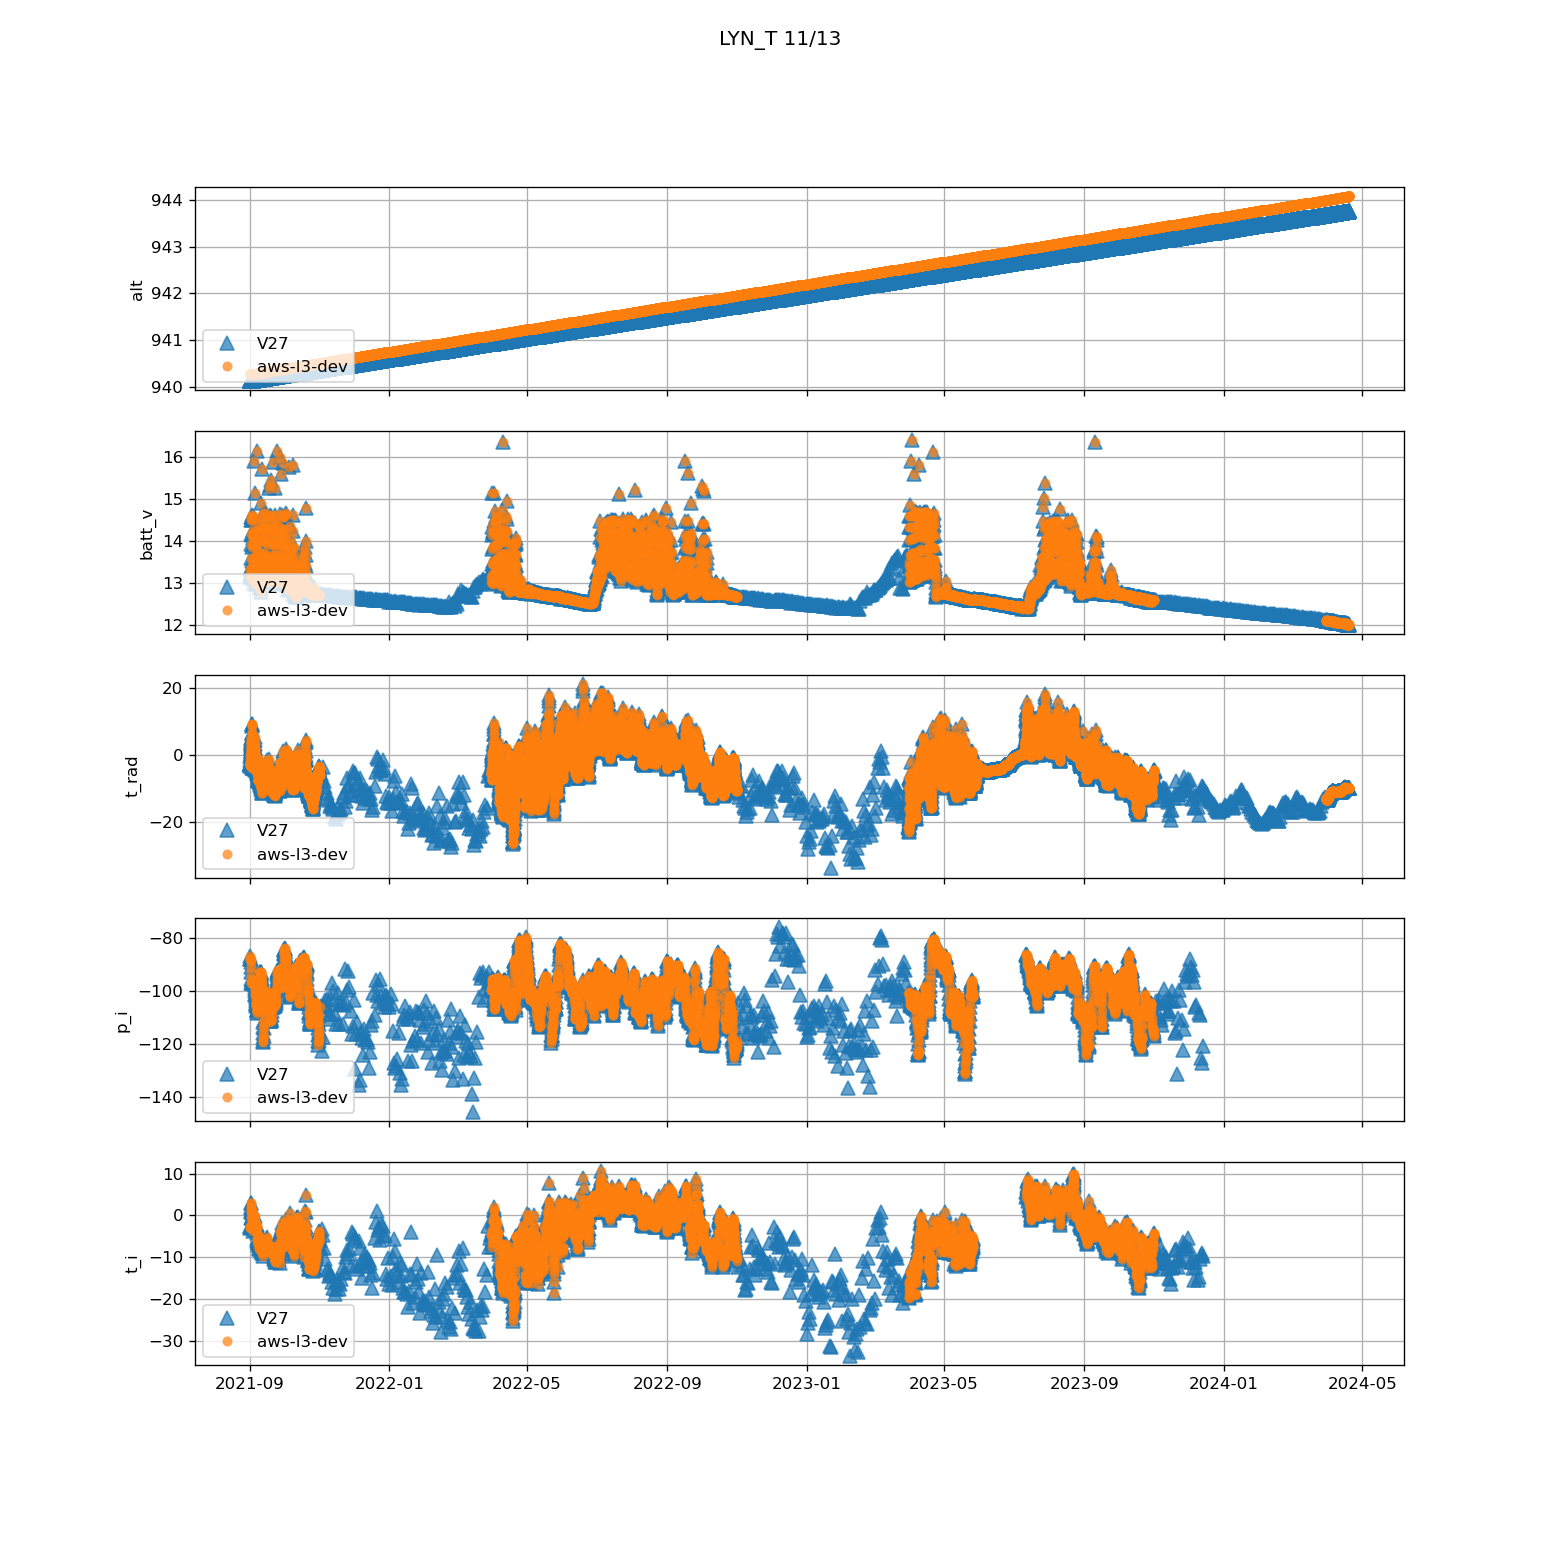 LYN_T 11/13
944
943
942
941
940
alt
V27
aws-l3-dev
16
15
14
13
12
batt_v
V27
aws-l3-dev
20
0
−20
t_rad
V27
aws-l3-dev
−80
−100
−120
−140
p_i
V27
aws-l3-dev
10
0
−10
−20
−30
t_i
V27
aws-l3-dev
2021-09 2022-01 2022-05 2022-09 2023-01 2023-05 2023-09 2024-01 2024-05